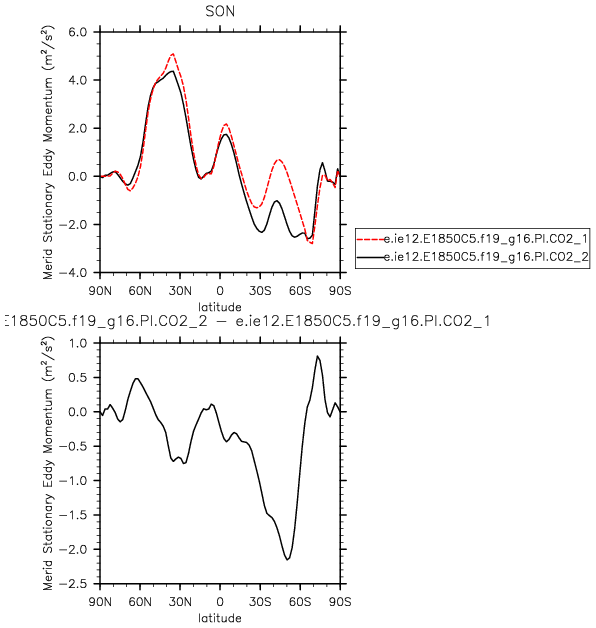 SON
Merid Stationary Eddy Momentum (m²/s²)
6.0
4.0
2.0
0.0
−2.0
−4.0
90N 60N 30N 0 30S 60S 90S
latitude
e.ie12.E1850C5.f19_g16.PI.CO2_1
e.ie12.E1850C5.f19_g16.PI.CO2_2
E1850C5.f19_g16.PI.CO2_2 − e.ie12.E1850C5.f19_g16.PI.CO2_1
Merid Stationary Eddy Momentum (m²/s²)
1.0
0.5
0.0
−0.5
−1.0
−1.5
−2.0
−2.5
90N 60N 30N 0 30S 60S 90S
latitude